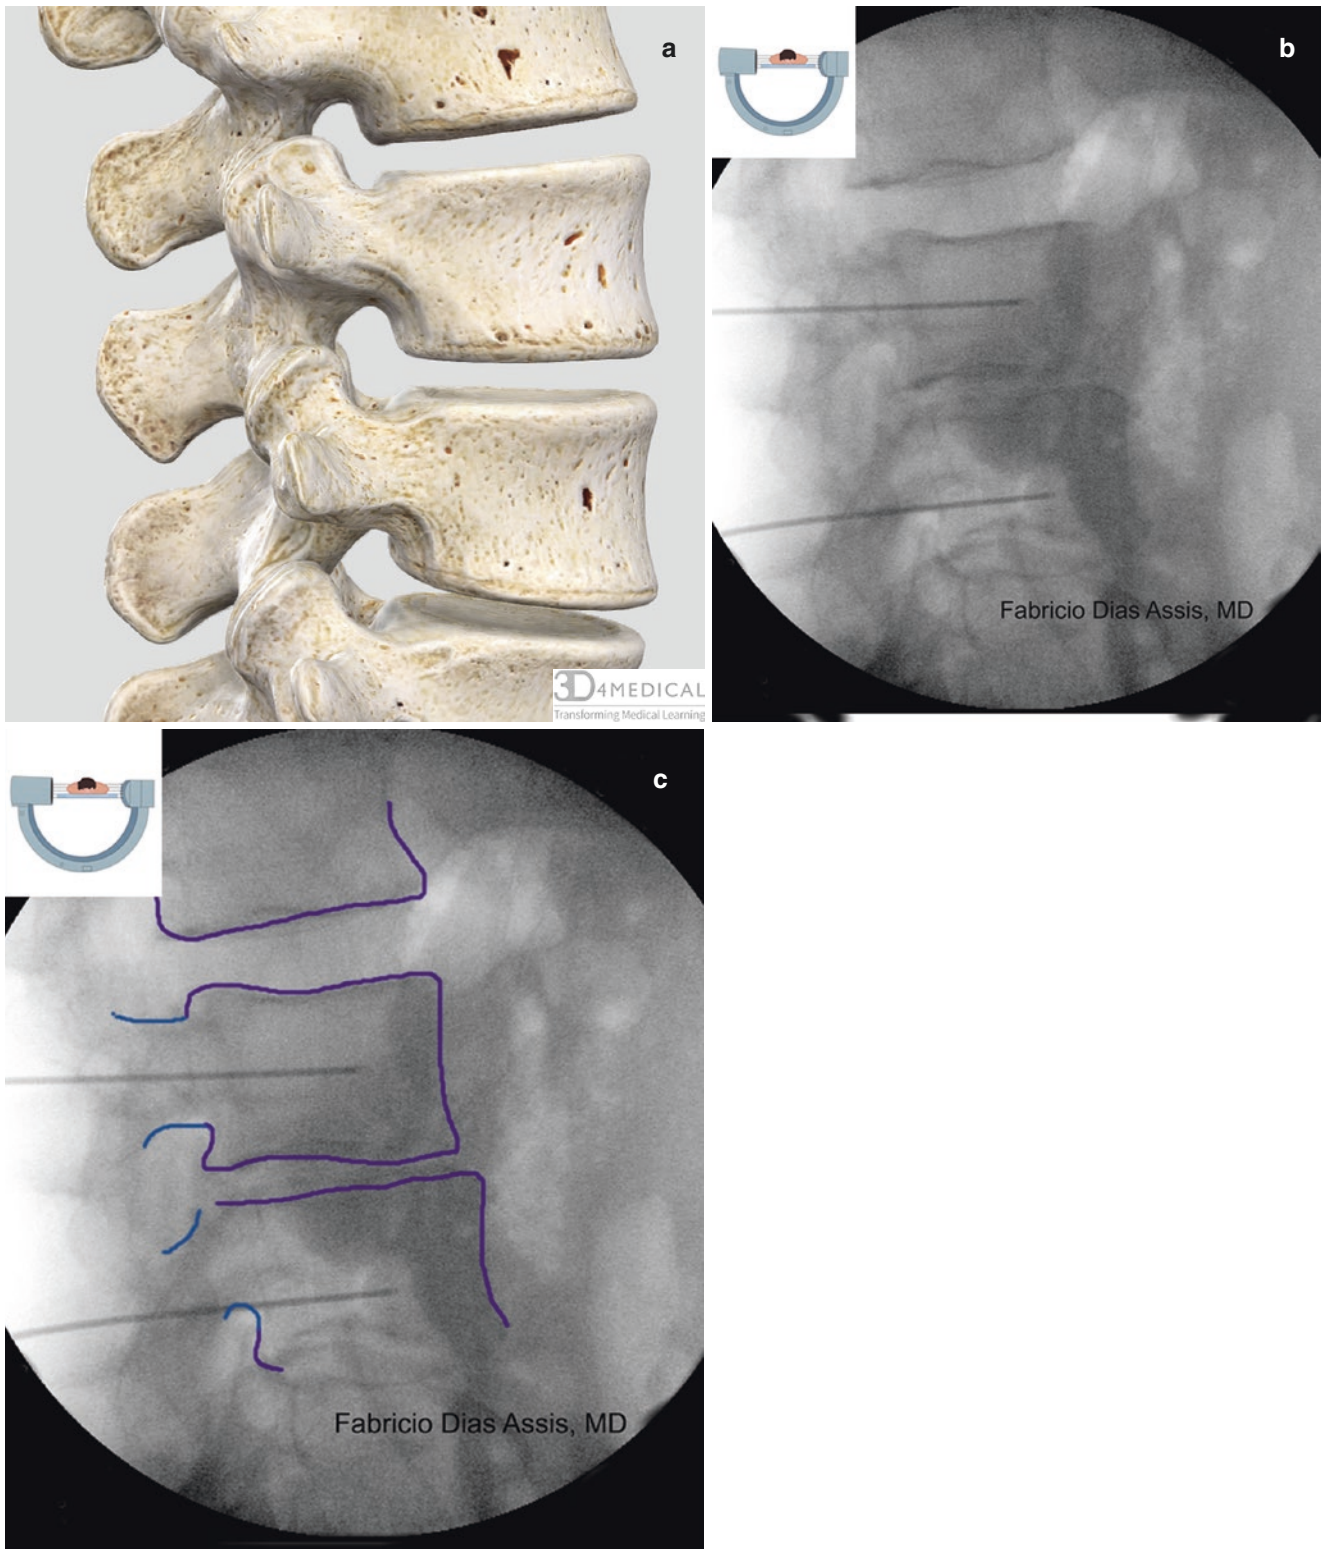 a
b
3D4MEDICAL
Transforming Medical Learning
Fabricio Dias Assis, MD
c
Fabricio Dias Assis, MD